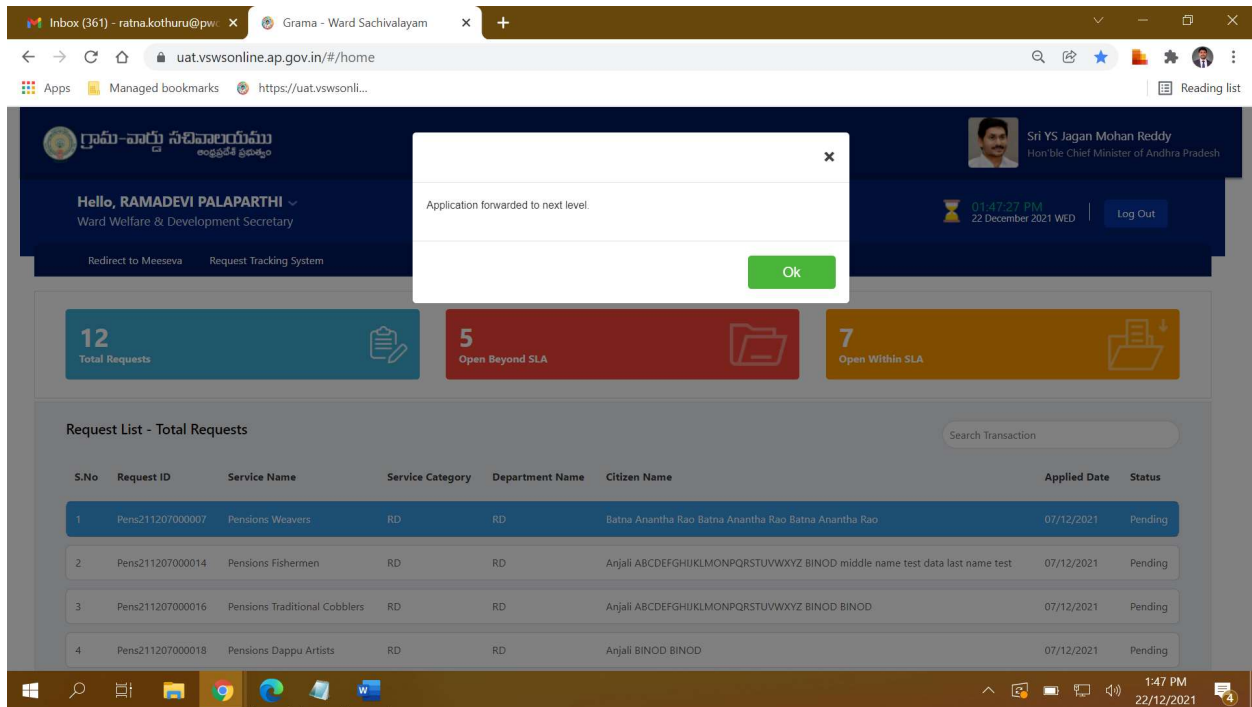 Inbox (361) - ratna.kothuru@pwc
Grama - Ward Sachivalayam
uat.vswsonline.ap.gov.in/#/home
Apps
Managed bookmarks
https://uat.vswsonli...
Reading list
గ్రామ-వార్డు సచివాలయము
ఆంధ్రప్రదేశ్ ప్రభుత్వం
Sri YS Jagan Mohan Reddy
Hon'ble Chief Minister of Andhra Pradesh
Hello, RAMADEVI PALAPARTHI
Ward Welfare & Development Secretary
01:47:27 PM
22 December 2021 WED
Log Out
Redirect to Meeseva Request Tracking System
Application forwarded to next level.
Ok
12
Total Requests
5
Open Beyond SLA
7
Open Within SLA
Request List - Total Requests
Search Transaction
S.No Request ID Service Name Service Category Department Name Citizen Name Applied Date Status
1 Pens211207000007 Pensions Weavers RD RD Batna Anantha Rao Batna Anantha Rao Batna Anantha Rao 07/12/2021 Pending
2 Pens211207000014 Pensions Fishermen RD RD Anjali ABCDEFGHIJKLMONPQRSTUVWXYZ BINOD middle name test data last name test 07/12/2021 Pending
3 Pens211207000016 Pensions Traditional Cobblers RD RD Anjali ABCDEFGHIJKLMONPQRSTUVWXYZ BINOD BINOD 07/12/2021 Pending
4 Pens211207000018 Pensions Dappu Artists RD RD Anjali BINOD BINOD 07/12/2021 Pending
1:47 PM
22/12/2021
4